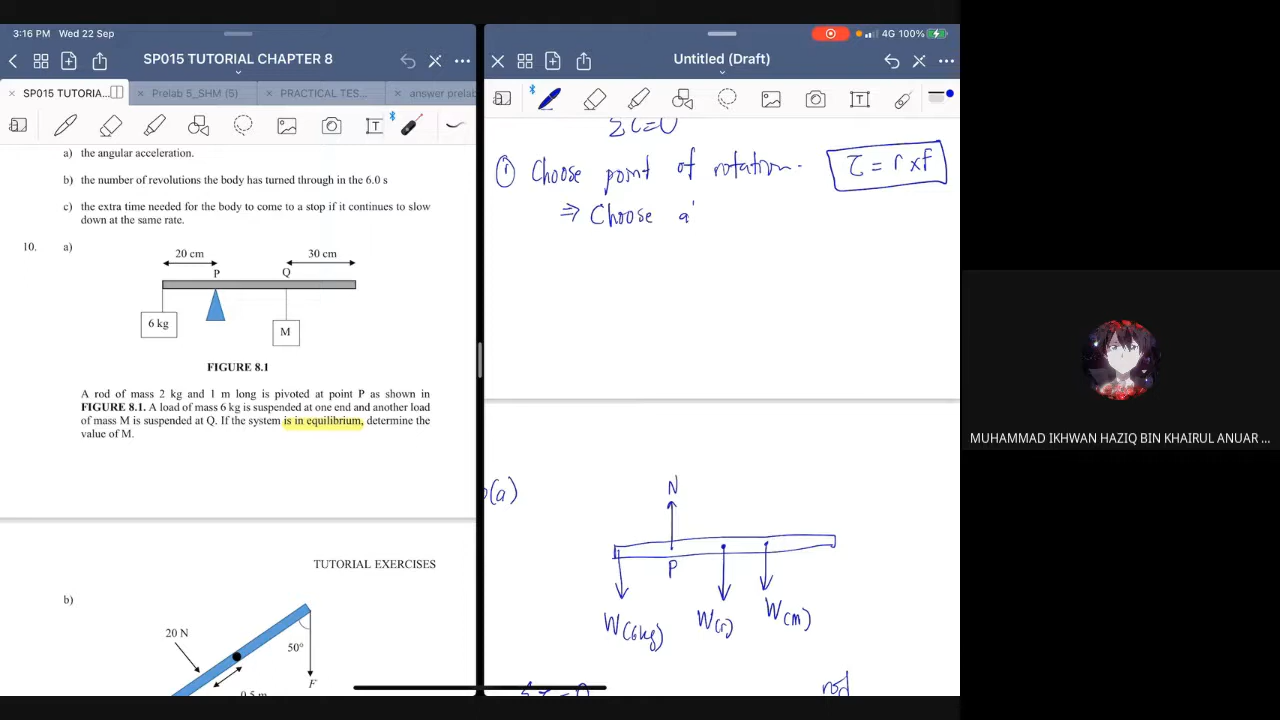 3:16 PM Wed 22 Sep
SP015 TUTORIAL CHAPTER 8
SP015 TUTORIA...
Prelab 5_SHM (5)
PRACTICAL TES...
answer prelab
a) the angular acceleration.
b) the number of revolutions the body has turned through in the 6.0 s
c) the extra time needed for the body to come to a stop if it continues to slow
down at the same rate.
10. a)
20 cm
30 cm
P
Q
6 kg
M
FIGURE 8.1
A rod of mass 2 kg and 1 m long is pivoted at point P as shown in
FIGURE 8.1. A load of mass 6 kg is suspended at one end and another load
of mass M is suspended at Q. If the system is in equilibrium, determine the
value of M.
TUTORIAL EXERCISES
b)
20 N
50°
F
0.5 m
4G 100%
Untitled (Draft)
Στ=0
① Choose point of rotation. τ = r x F
⇒ Choose a
(a)
N
P
W(6kg)
W(r)
W(M)
rod
MUHAMMAD IKHWAN HAZIQ BIN KHAIRUL ANUAR ...